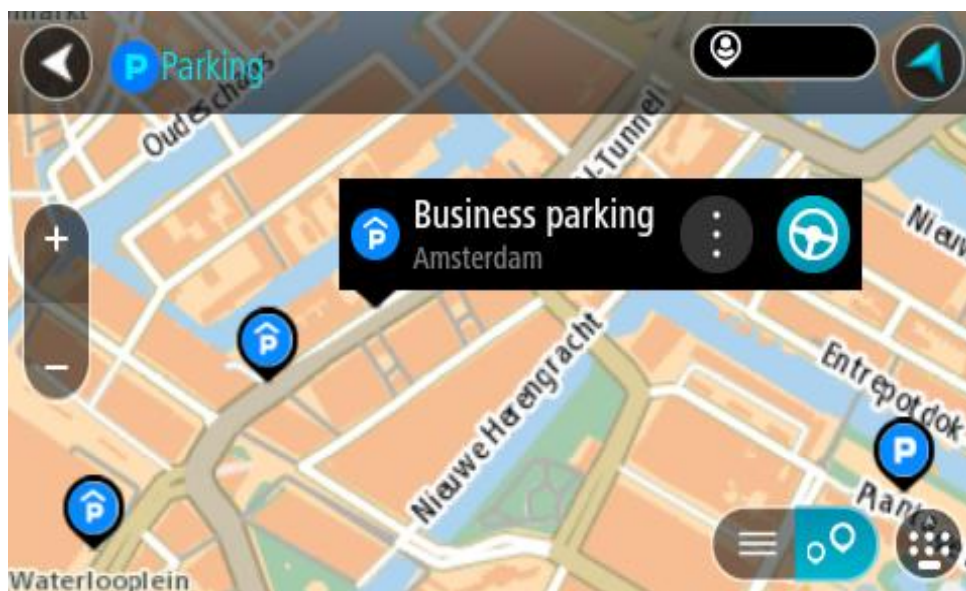 P Parking
Oudeschans
Business parking
Amsterdam
Nieuwe Herengracht
Entrepotdok
P
P
P
Waterlooplein